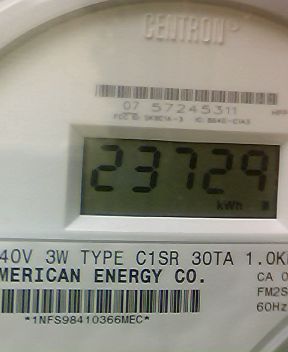 CENTRON®
07 57245311
23729
kWh
40V 3W TYPE C1SR 30TA 1.0K
MERICAN ENERGY CO.
CA 0
FM2S
60Hz
*1NFS98410366MEC*